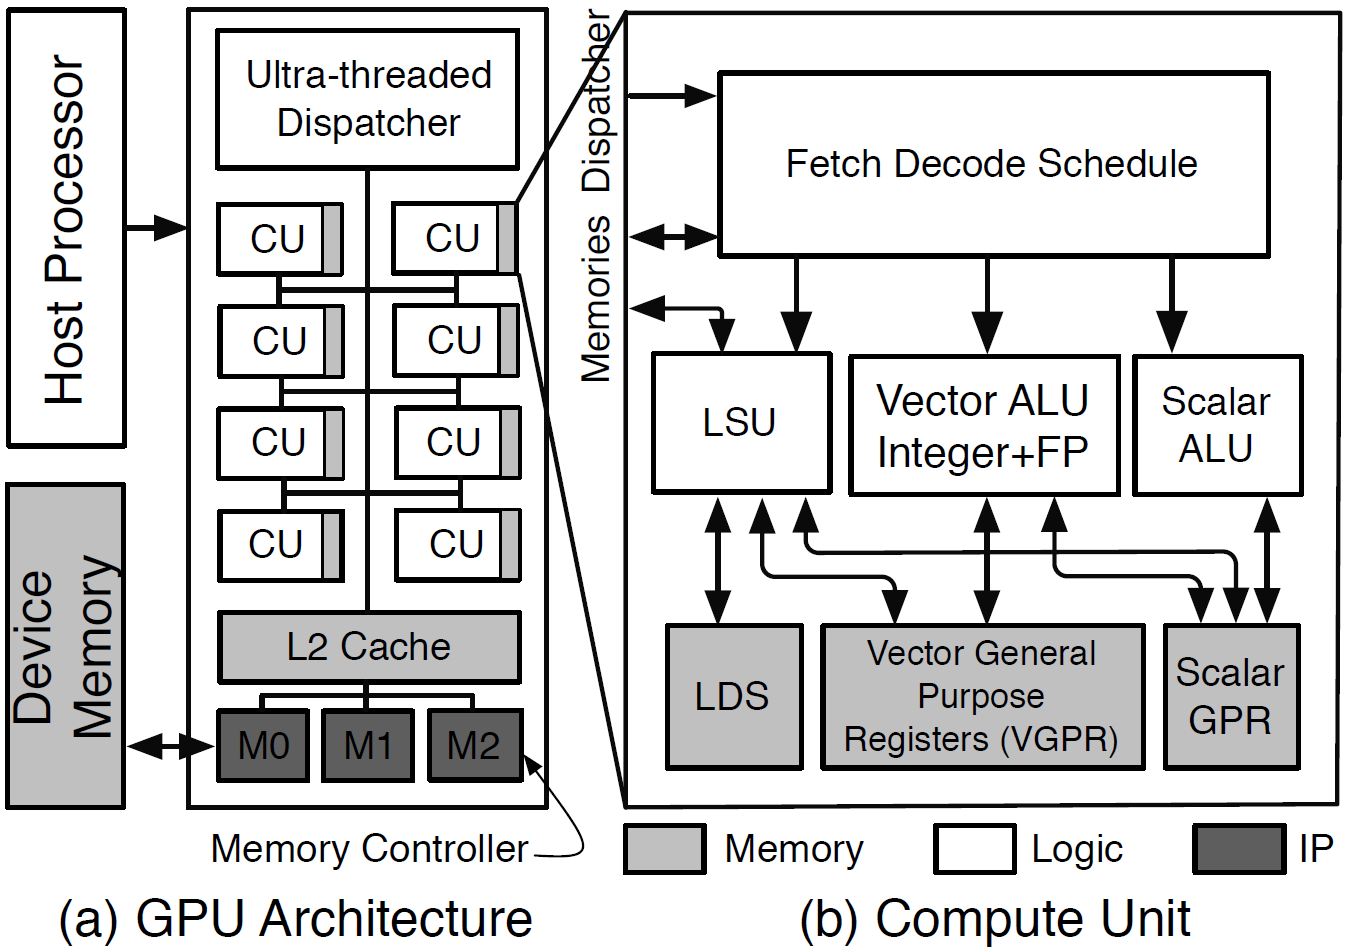 Host Processor
Device
Memory
Ultra-threaded
Dispatcher
CU
CU
CU
CU
CU
CU
CU
CU
L2 Cache
M0
M1
M2
Memory Controller
(a) GPU Architecture
Memories Dispatcher
Fetch Decode Schedule
LSU
Vector ALU
Integer+FP
Scalar
ALU
LDS
Vector General
Purpose
Registers (VGPR)
Scalar
GPR
Memory
Logic
IP
(b) Compute Unit